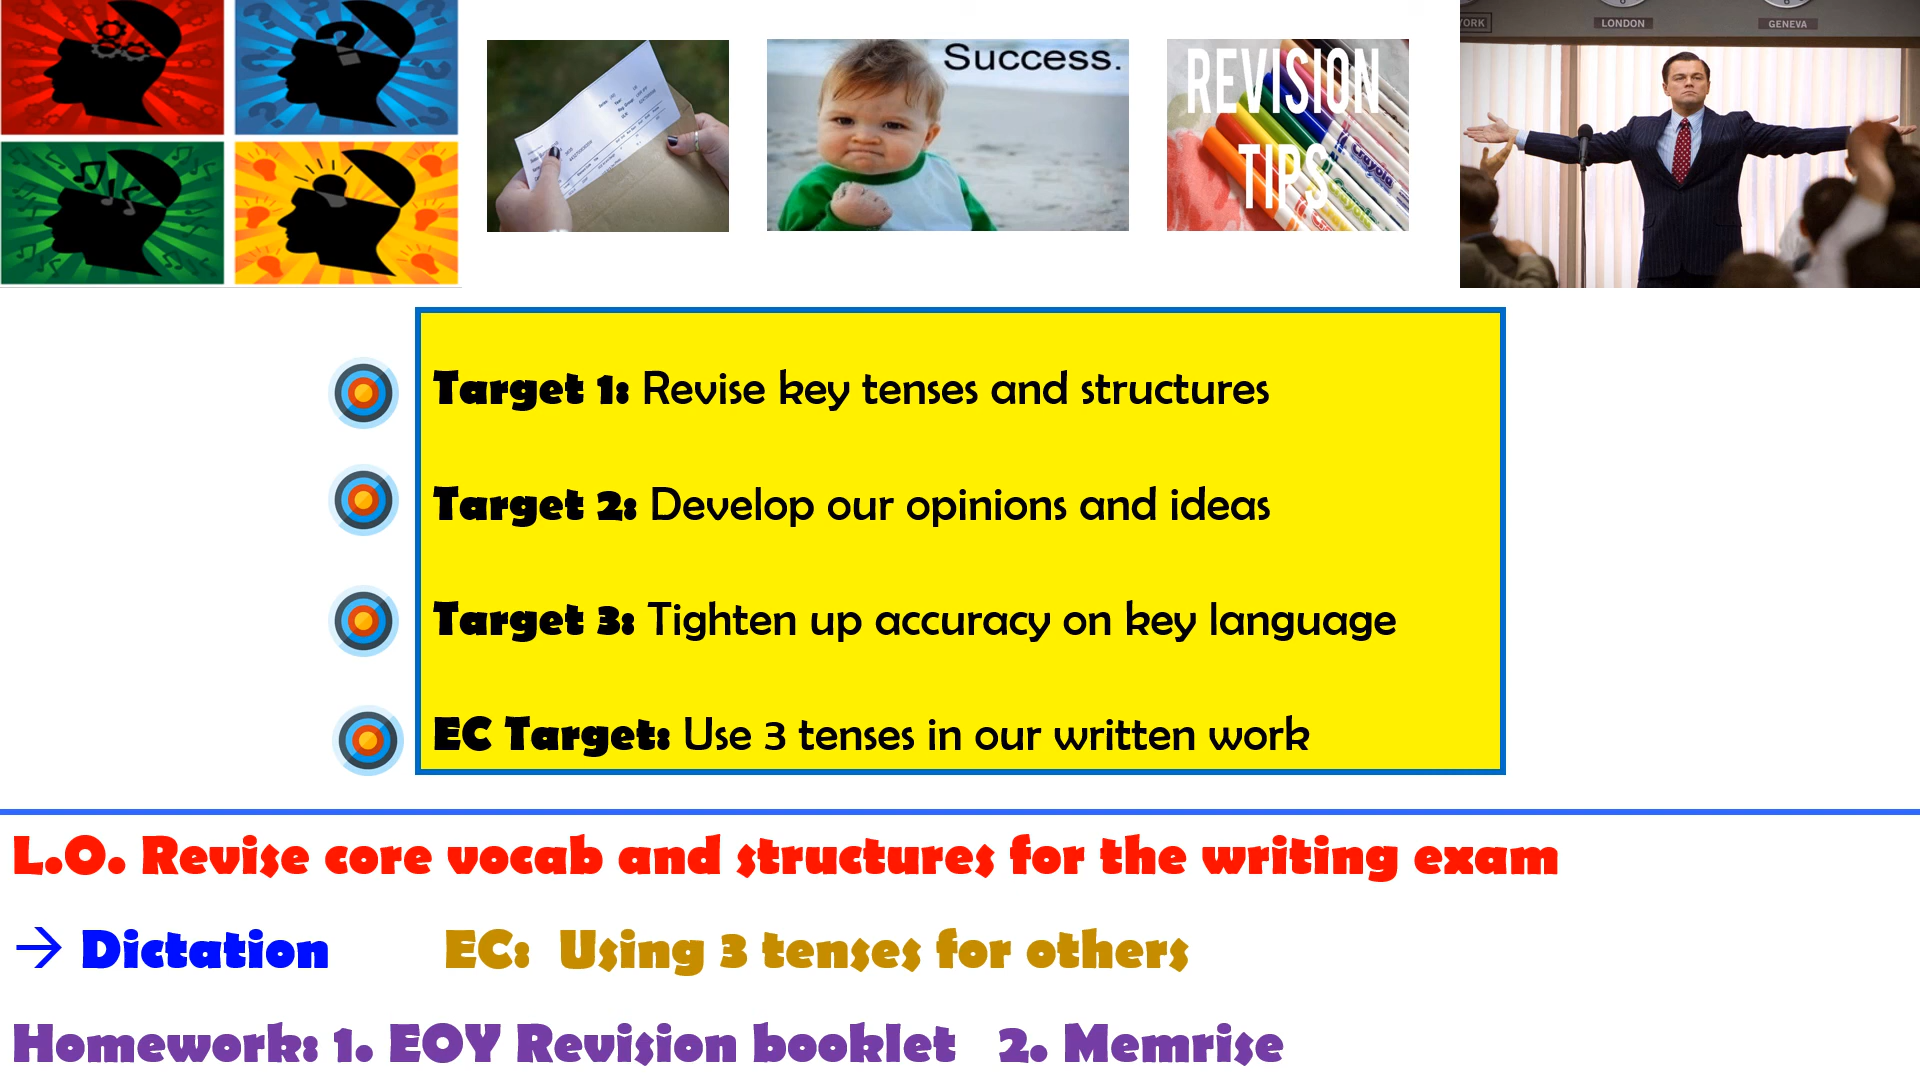 Success.
REVISION
TIPS
Crayola
YORK
LONDON
GENEVA
Target 1: Revise key tenses and structures
Target 2: Develop our opinions and ideas
Target 3: Tighten up accuracy on key language
EC Target: Use 3 tenses in our written work
L.O. Revise core vocab and structures for the writing exam
→ Dictation EC: Using 3 tenses for others
Homework: 1. EOY Revision booklet 2. Memrise